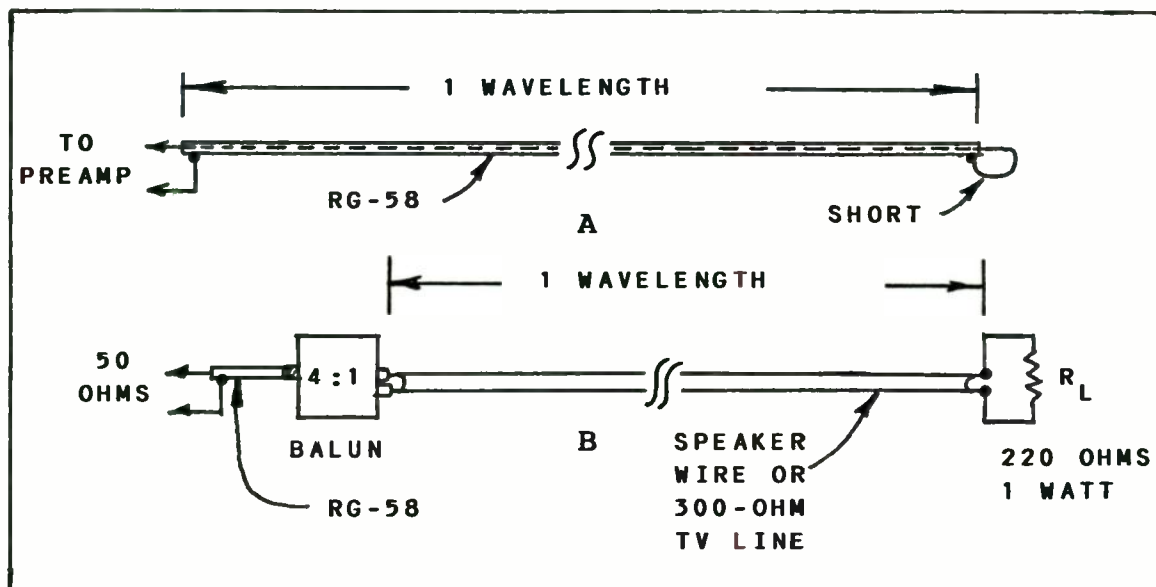 1 WAVELENGTH
TO
PREAMP
RG-58
SHORT
A
1 WAVELENGTH
50
OHMS
4:1
BALUN
RG-58
B
SPEAKER
WIRE OR
300-OHM
TV LINE
RL
220 OHMS
1 WATT